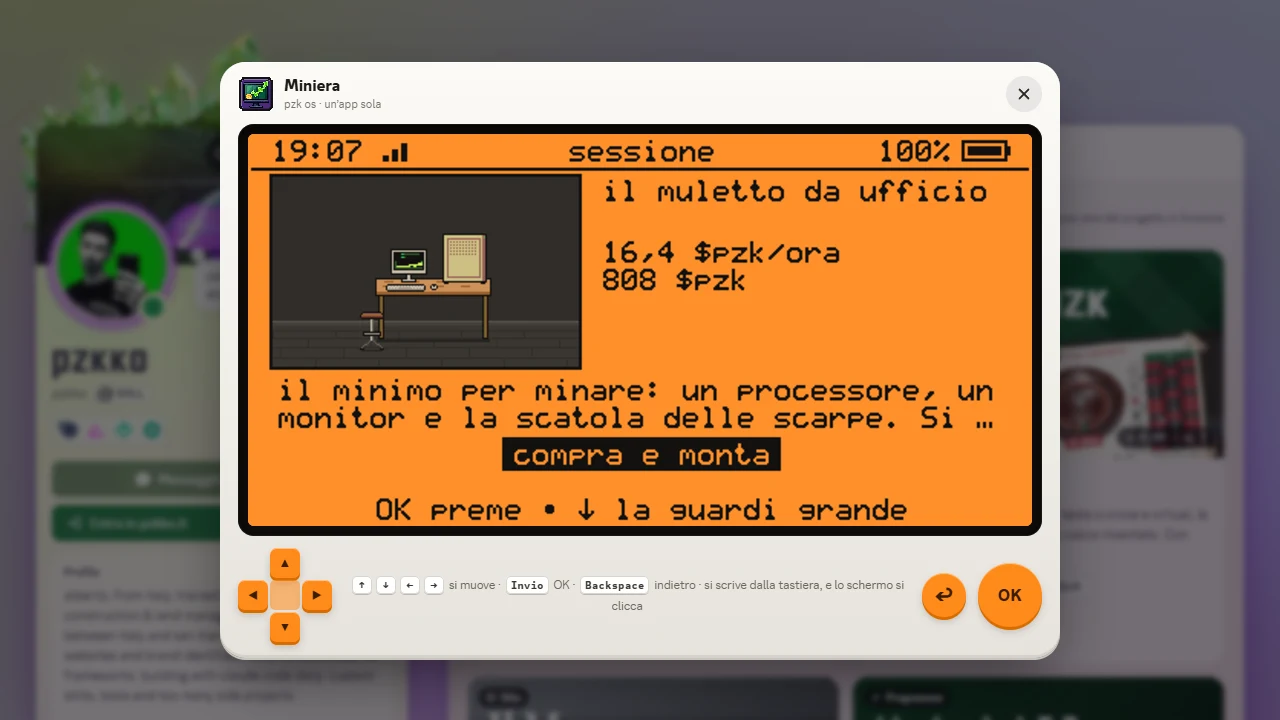 Miniera
pzk os · un'app sola
19:07
sessione
100%
il muletto da ufficio
16,4 $pzk/ora
808 $pzk
il minimo per minare: un processore, un
monitor e la scatola delle scarpe. Si …
compra e monta
OK preme • ↓ la guardi grande
↑ ↓ ← → si muove · Invio OK · Backspace indietro · si scrive dalla tastiera, e lo schermo si
clicca
OK
pzkko